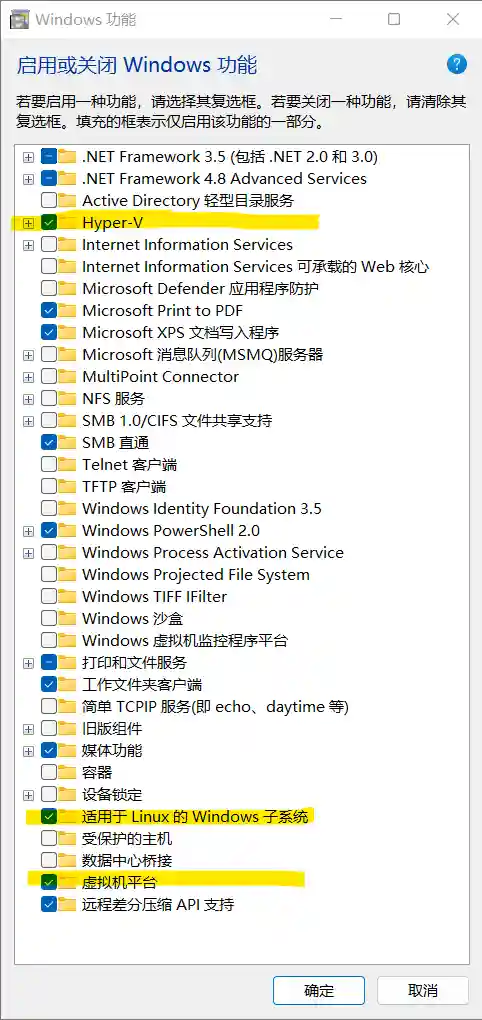 Windows 功能
启用或关闭 Windows 功能
若要启用一种功能，请选择其复选框。若要关闭一种功能，请清除其
复选框。填充的框表示仅启用该功能的一部分。
.NET Framework 3.5 (包括 .NET 2.0 和 3.0)
.NET Framework 4.8 Advanced Services
Active Directory 轻型目录服务
Hyper-V
Internet Information Services
Internet Information Services 可承载的 Web 核心
Microsoft Defender 应用程序防护
Microsoft Print to PDF
Microsoft XPS 文档写入程序
Microsoft 消息队列(MSMQ)服务器
MultiPoint Connector
NFS 服务
SMB 1.0/CIFS 文件共享支持
SMB 直通
Telnet 客户端
TFTP 客户端
Windows Identity Foundation 3.5
Windows PowerShell 2.0
Windows Process Activation Service
Windows Projected File System
Windows TIFF IFilter
Windows 沙盒
Windows 虚拟机监控程序平台
打印和文件服务
工作文件夹客户端
简单 TCPIP 服务(即 echo、daytime 等)
旧版组件
媒体功能
容器
设备锁定
适用于 Linux 的 Windows 子系统
受保护的主机
数据中心桥接
虚拟机平台
远程差分压缩 API 支持
确定
取消